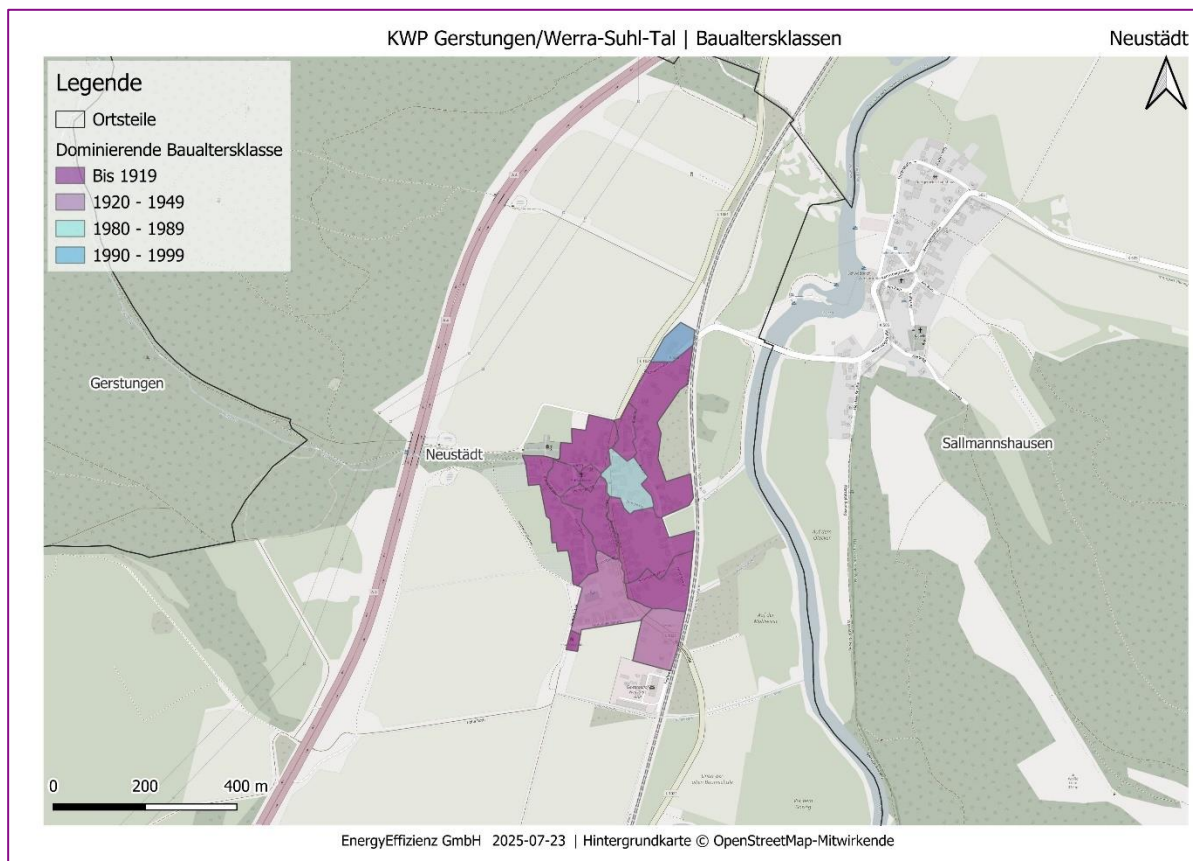 KWP Gerstungen/Werra-Suhl-Tal | Baualtersklassen
Neustädt
Legende
Ortsteile
Dominierende Baualtersklasse
Bis 1919
1920 - 1949
1980 - 1989
1990 - 1999
Gerstungen
Neustädt
Sallmannshausen
0 200 400 m
EnergyEffizienz GmbH 2025-07-23 | Hintergrundkarte © OpenStreetMap-Mitwirkende